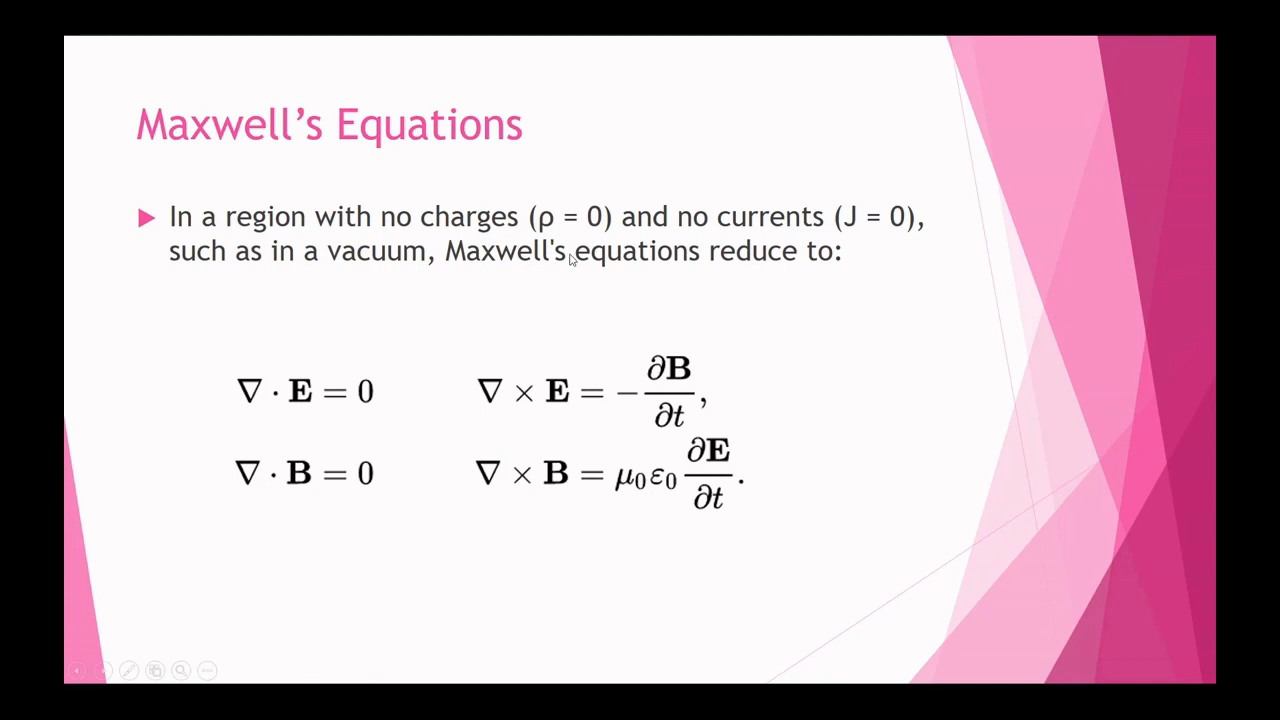 Maxwell’s Equations
In a region with no charges (ρ = 0) and no currents (J = 0),
such as in a vacuum, Maxwell's equations reduce to:
∇ · E = 0    ∇ × E = −∂B/∂t,
∇ · B = 0    ∇ × B = μ₀ε₀ ∂E/∂t.